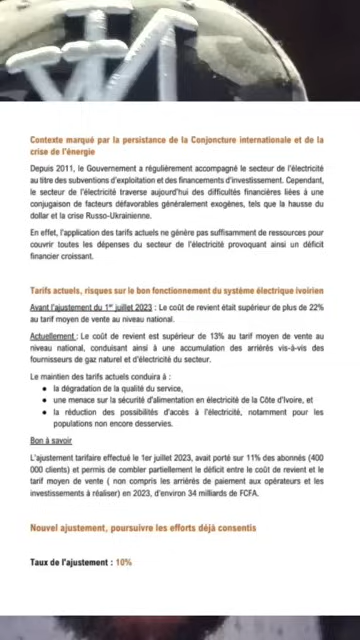 Contexte marqué par la persistance de la Conjoncture internationale et de la
crise de l'énergie
Depuis 2011, le Gouvernement a régulièrement accompagné le secteur de l'électricité
au titre des subventions d'exploitation et des financements d'investissement. Cependant,
le secteur de l'électricité traverse aujourd'hui des difficultés financières liées à une
conjugaison de facteurs défavorables généralement exogènes, tels que la hausse du
dollar et la crise Russo-Ukrainienne.
En effet, l'application des tarifs actuels ne génère pas suffisamment de ressources pour
couvrir toutes les dépenses du secteur de l'électricité provoquant ainsi un déficit
financier croissant.
Tarifs actuels, risques sur le bon fonctionnement du système électrique ivoirien
Avant l'ajustement du 1er juillet 2023 : Le coût de revient était supérieur de plus de 22%
au tarif moyen de vente au niveau national.
Actuellement : Le coût de revient est supérieur de 13% au tarif moyen de vente au
niveau national, conduisant ainsi à une accumulation des arriérés vis-à-vis des
fournisseurs de gaz naturel et d'électricité du secteur.
Le maintien des tarifs actuels conduira à :
• la dégradation de la qualité du service,
• une menace sur la sécurité d'alimentation en électricité de la Côte d'Ivoire, et
• la réduction des possibilités d'accès à l'électricité, notamment pour les
populations non encore desservies.
Bon à savoir
L'ajustement tarifaire effectué le 1er juillet 2023, avait porté sur 11% des abonnés (400
000 clients) et permis de combler partiellement le déficit entre le coût de revient et le
tarif moyen de vente ( non compris les arriérés de paiement aux opérateurs et les
investissements à réaliser) en 2023, d'environ 34 milliards de FCFA.
Nouvel ajustement, poursuivre les efforts déjà consentis
Taux de l'ajustement : 10%